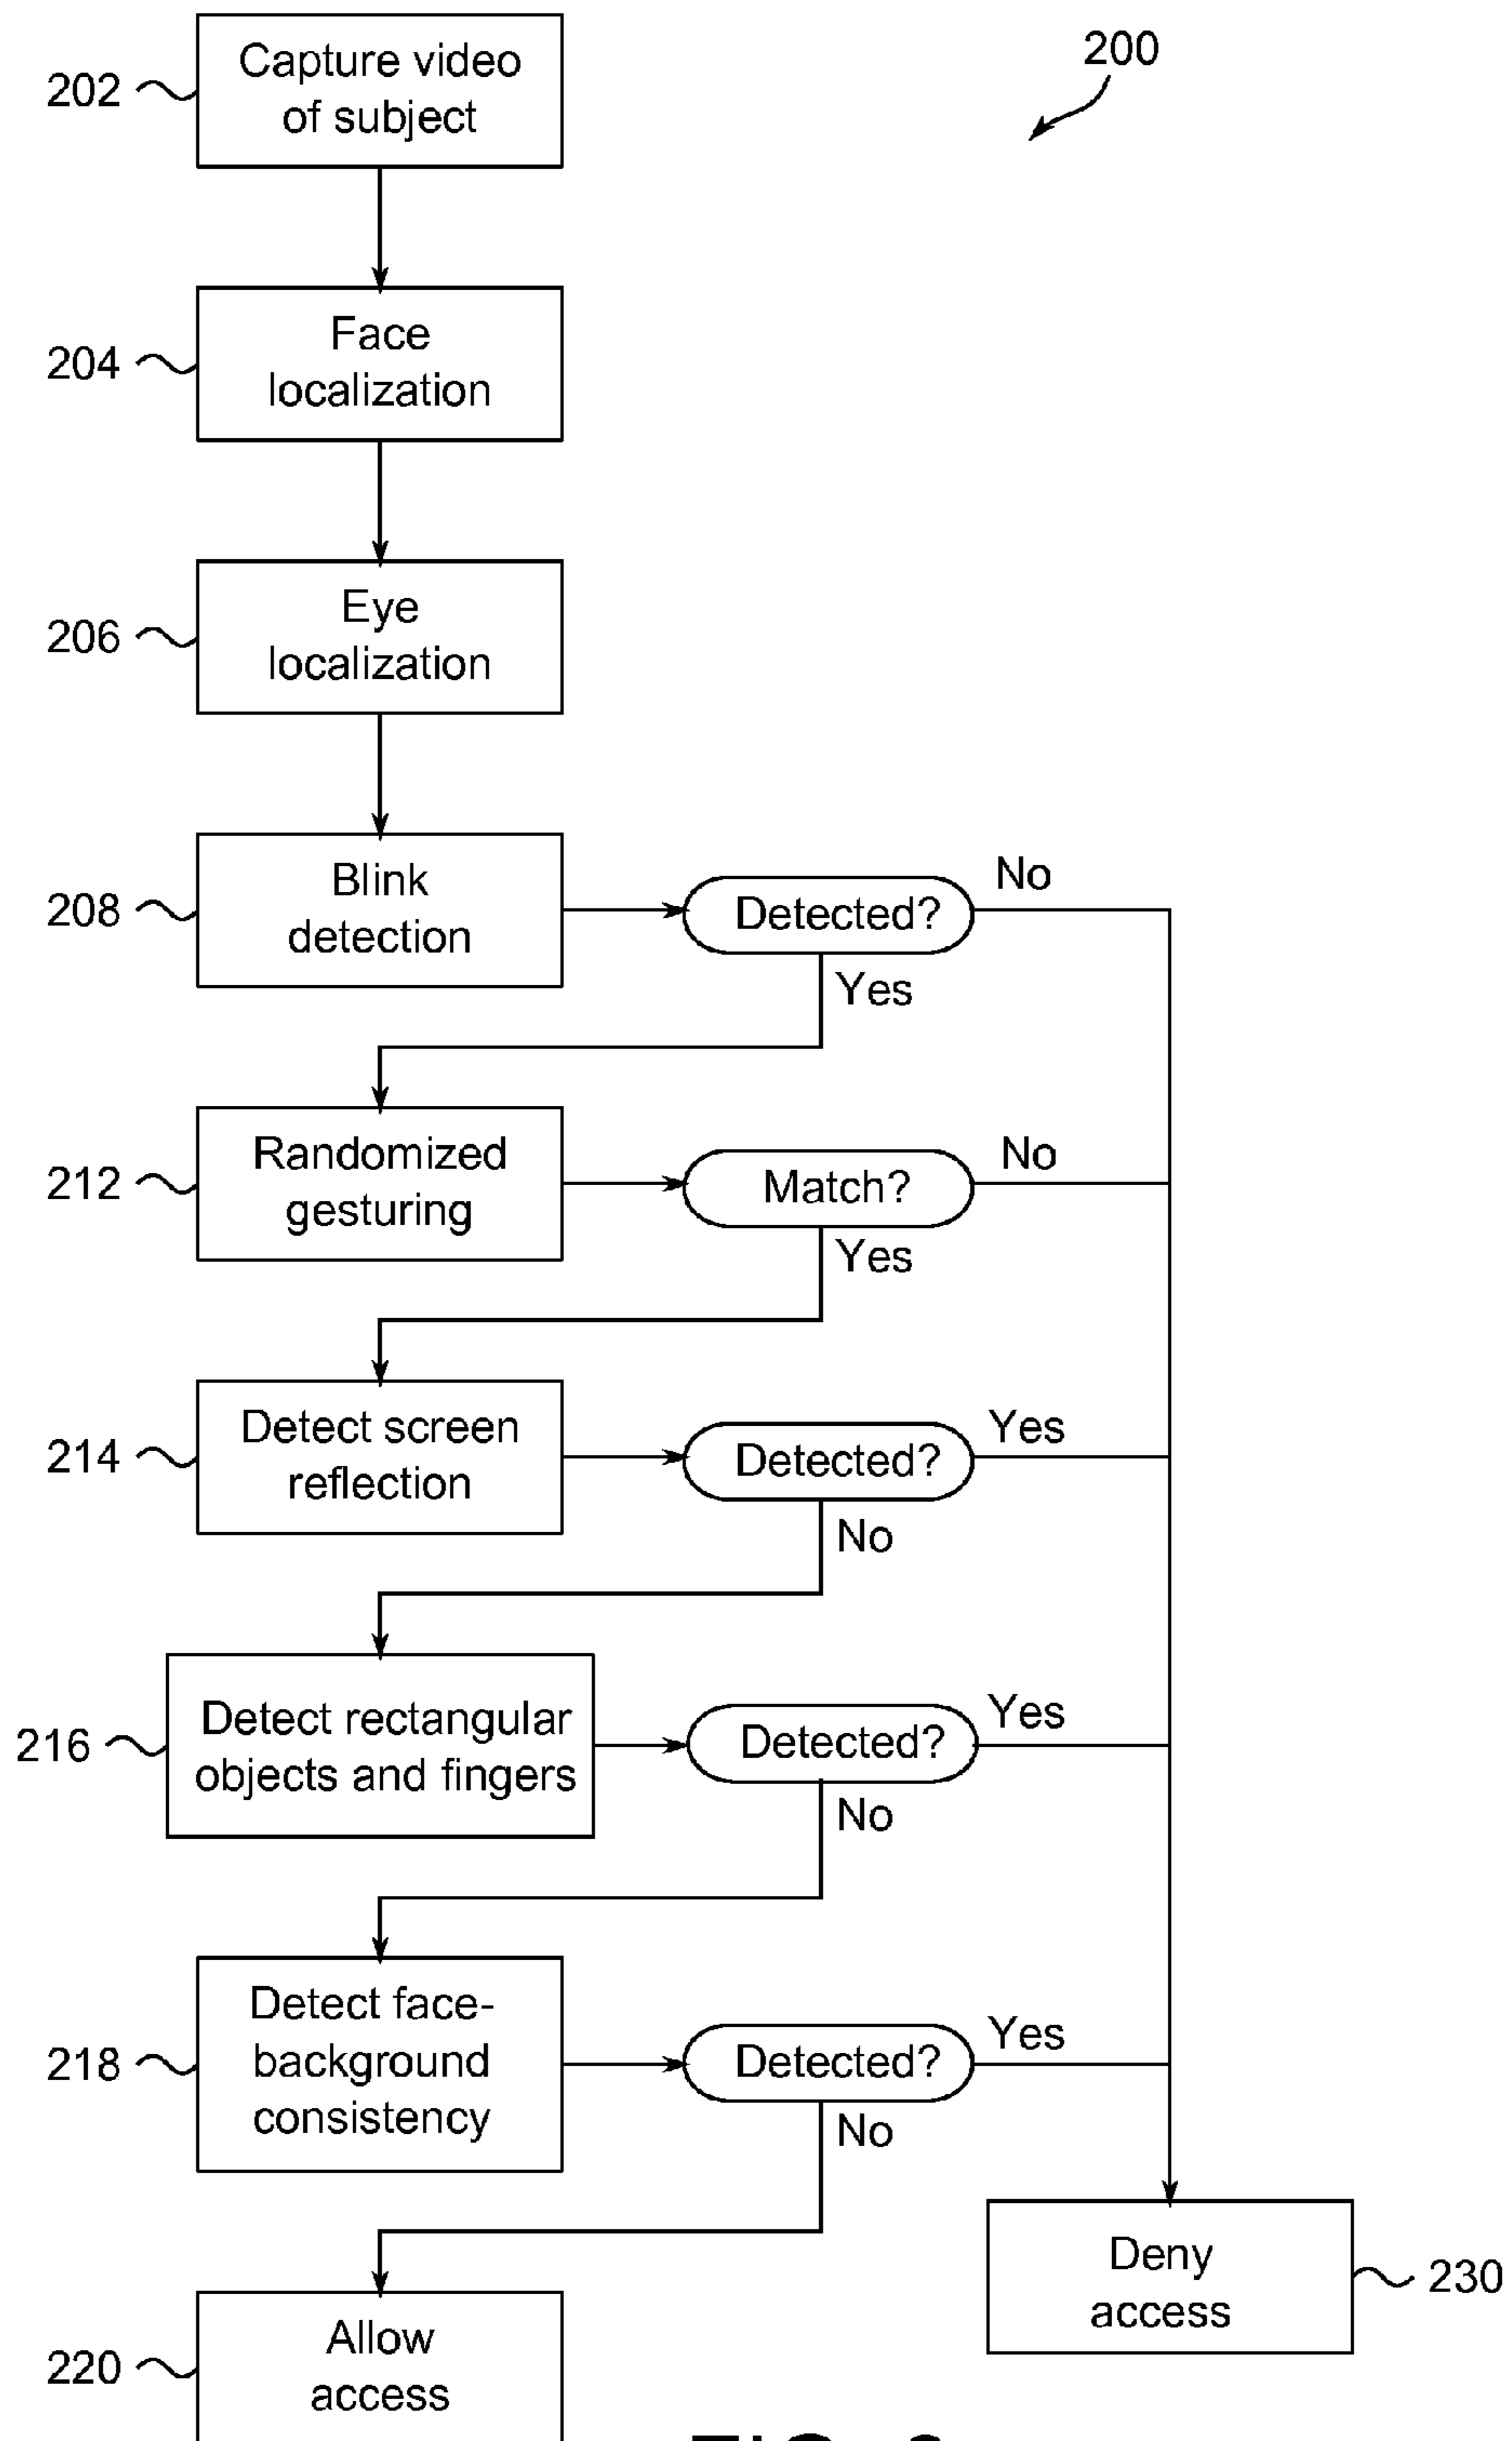 200
202
Capture video
of subject
204
Face
localization
206
Eye
localization
208
Blink
detection
Detected?
No
Yes
212
Randomized
gesturing
Match?
No
Yes
214
Detect screen
reflection
Detected?
Yes
No
216
Detect rectangular
objects and fingers
Detected?
Yes
No
218
Detect face-
background
consistency
Detected?
Yes
No
Deny
access
230
220
Allow
access